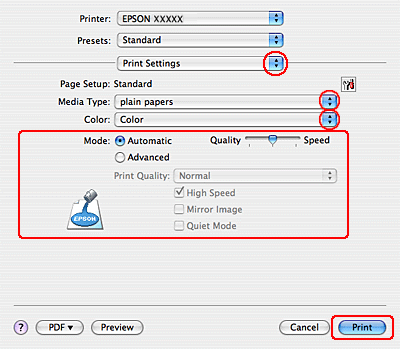 Printer: EPSON XXXXX
Presets: Standard
Print Settings
Page Setup: Standard
Media Type: plain papers
Color: Color
Mode: Automatic Quality Speed
Advanced
Print Quality: Normal
High Speed
Mirror Image
Quiet Mode
EPSON
? PDF▼ Preview Cancel Print